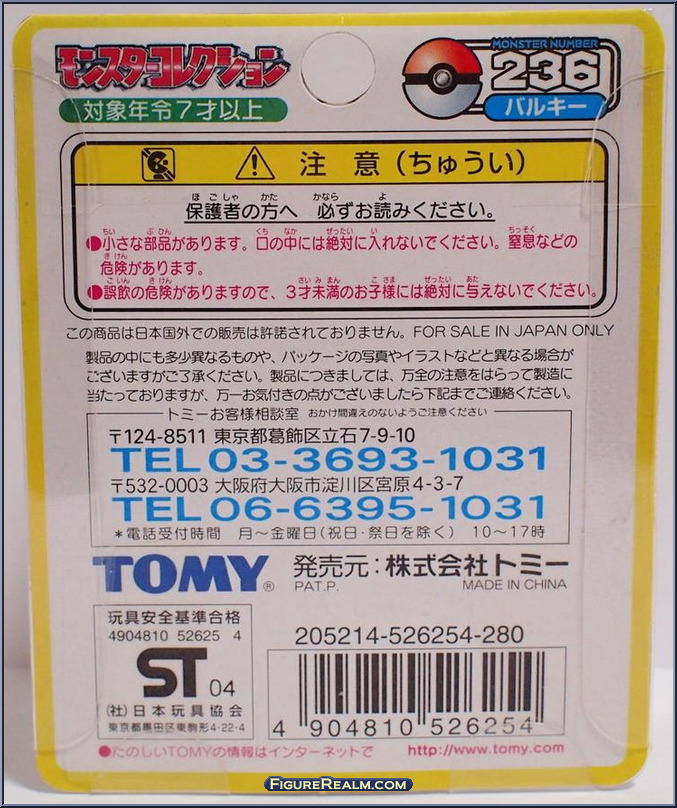 モンスターコレクション
MONSTER NUMBER
236
バルキー
対象年令7才以上
注意(ちゅうい)
保護者の方へ 必ずお読みください。
●小さな部品があります。口の中には絶対に入れないでください。窒息などの
危険があります。
●誤飲の危険がありますので、3才未満のお子様には絶対に与えないでください。
この商品は日本国外での販売は許諾されておりません。FOR SALE IN JAPAN ONLY
製品の中にも多少異なるものや、パッケージの写真やイラストなどと異なる場合が
ございますがご了承ください。製品につきましては、万全の注意をはらって製造に
当たっておりますが、万一お気付きの点がございましたら下記までご連絡ください。
トミーお客様相談室 おかけ間違えのないようご注意ください
〒124-8511 東京都葛飾区立石7-9-10
TEL 03-3693-1031
〒532-0003 大阪府大阪市淀川区宮原4-3-7
TEL 06-6395-1031
*電話受付時間 月〜金曜日(祝日・祭日を除く) 10〜17時
TOMY® 発売元:株式会社トミー
PAT.P. MADE IN CHINA
玩具安全基準合格
4904810 52625 4
ST 04
(社)日本玩具協会
東京都墨田区東駒形4-22-4
205214-526254-280
4 904810 526254
●たのしいTOMYの情報はインターネットで http://www.tomy.com
FIGUREREALM.COM